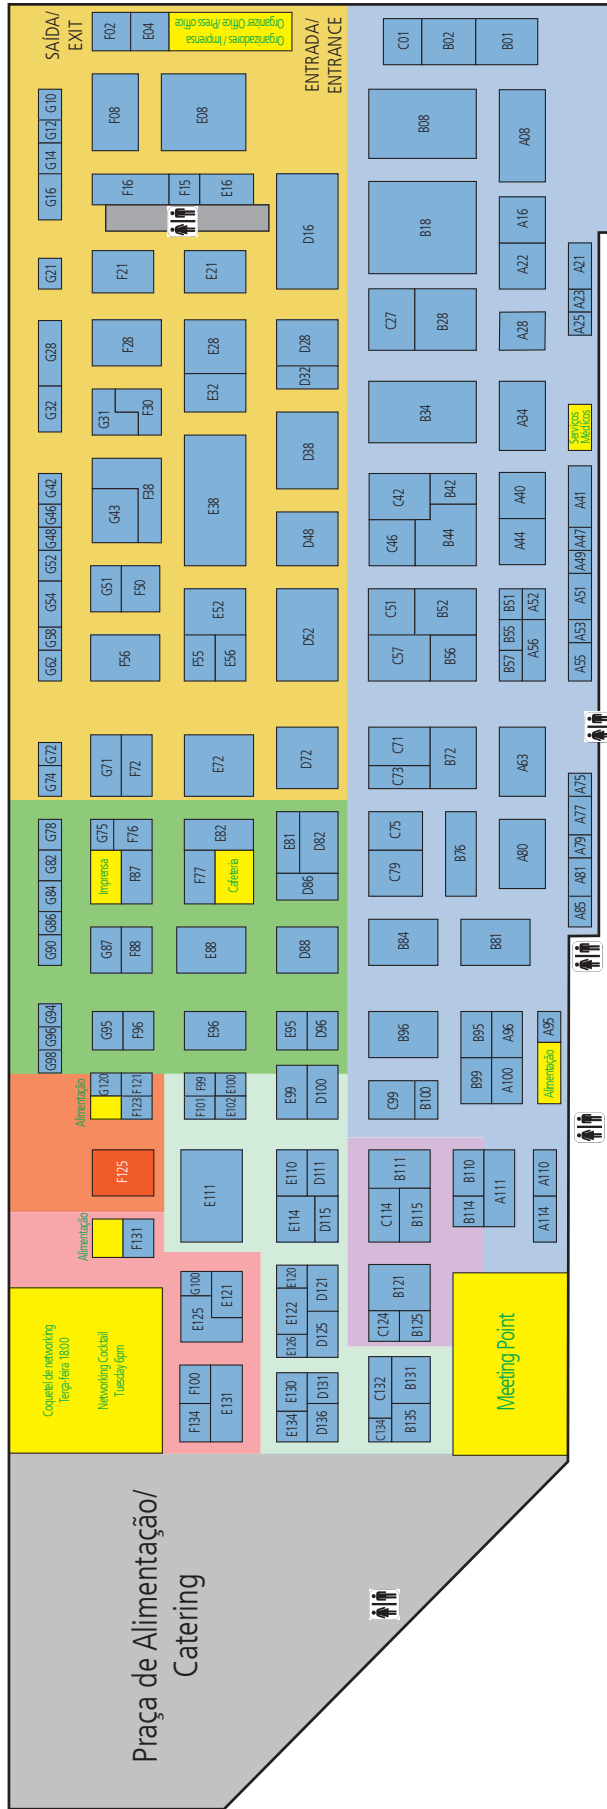 SAÍDA/
EXIT
F02
E04
Organizadores / Imprensa
Organizer Office / Press office
ENTRADA/
ENTRANCE
C01
B02
B01
G10
G12
G14
G16
F08
E08
B08
A08
F16
F15
E16
D16
B18
A16
A22
G21
F21
E21
A21
A23
A25
C27
B28
A28
G28
G32
F28
E28
E32
D28
D32
G31
F30
B34
A34
Serviços
Médicos
D38
G43
F38
E38
G42
G46
G48
G52
G54
G58
G62
C42
B42
C46
B44
A40
A44
A41
A47
A49
A51
A53
A55
D48
G51
F50
E52
D52
C51
B52
C57
B56
B51
A52
B55
B57
A56
F56
F55
E56
G72
G74
G71
F72
E72
D72
C71
C73
B72
A63
A75
A77
A79
A81
A85
G78
G82
G84
G86
G90
G75
F76
Imprensa
F87
E82
F77
Cafeteria
E81
D82
D86
C75
C79
B76
A80
G87
F88
E88
D88
B84
B81
G94
G96
G98
G95
F96
E96
E95
D96
B96
B95
A96
A95
B99
A100
Alimentação
Alimentação
G120
F121
F123
F99
E100
F101
E102
E99
D100
C99
B100
F125
E111
E110
D111
E114
D115
B111
C114
B115
B110
B114
A111
A110
A114
Alimentação
F131
G100
E121
E125
E120
D121
E122
E126
D125
B121
C124
B125
Coquetel de networking
Terça-feira 18:00
Networking Cocktail
Tuesday 6pm
F100
F134
E131
E130
D131
E134
D136
C132
B131
C134
B135
Meeting Point
Praça de Alimentação/
Catering